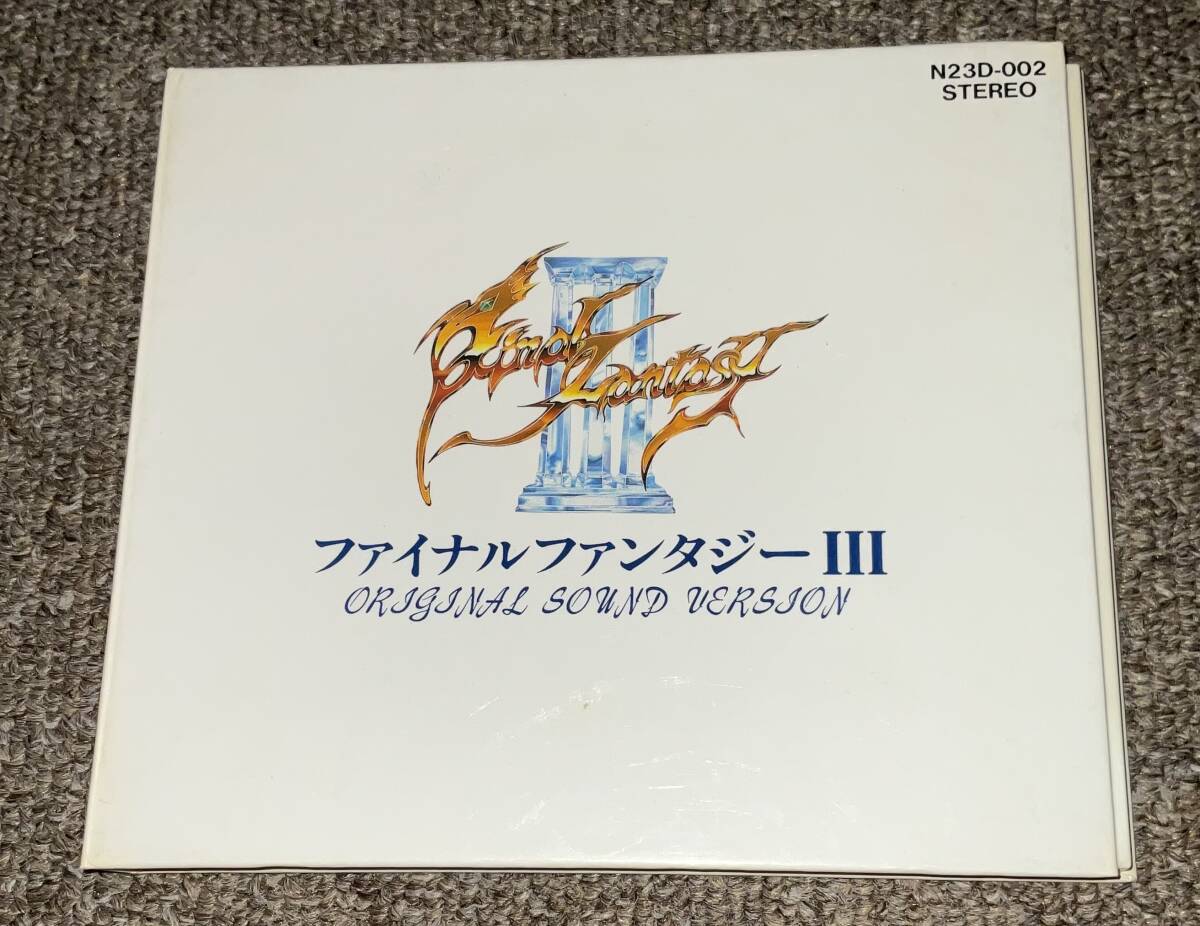 N23D-002
STEREO
Final Fantasy
III
ファイナルファンタジーIII
ORIGINAL SOUND VERSION